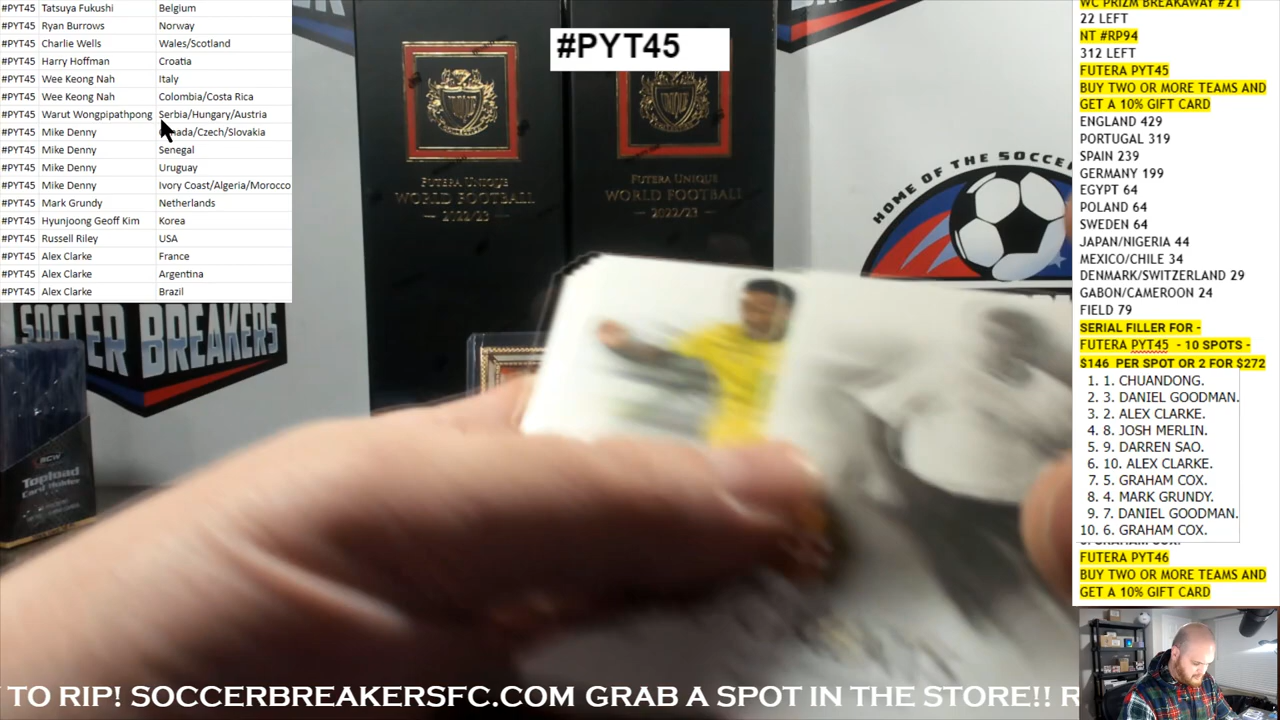 #PYT45 Tatsuya Fukushi Belgium
#PYT45 Ryan Burrows Norway
#PYT45 Charlie Wells Wales/Scotland
#PYT45 Harry Hoffman Croatia
#PYT45 Wee Keong Nah Italy
#PYT45 Wee Keong Nah Colombia/Costa Rica
#PYT45 Warut Wongpipathpong Serbia/Hungary/Austria
#PYT45 Mike Denny nada/Czech/Slovakia
#PYT45 Mike Denny Senegal
#PYT45 Mike Denny Uruguay
#PYT45 Mike Denny Ivory Coast/Algeria/Morocco
#PYT45 Mark Grundy Netherlands
#PYT45 Hyunjoong Geoff Kim Korea
#PYT45 Russell Riley USA
#PYT45 Alex Clarke France
#PYT45 Alex Clarke Argentina
#PYT45 Alex Clarke Brazil
#PYT45
FUTERA UNIQUE
WORLD FOOTBALL
2022/23
FUTERA UNIQUE
WORLD FOOTBALL
2022/23
HOME OF THE SOCCER
SOCCER BREAKERS
Topload
Card Holder
WC PRIZM BREAKAWAY #21
22 LEFT
NT #RP94
312 LEFT
FUTERA PYT45
BUY TWO OR MORE TEAMS AND
GET A 10% GIFT CARD
ENGLAND 429
PORTUGAL 319
SPAIN 239
GERMANY 199
EGYPT 64
POLAND 64
SWEDEN 64
JAPAN/NIGERIA 44
MEXICO/CHILE 34
DENMARK/SWITZERLAND 29
GABON/CAMEROON 24
FIELD 79
SERIAL FILLER FOR -
FUTERA PYT45 - 10 SPOTS -
$146 PER SPOT OR 2 FOR $272
1. 1. CHUANDONG.
2. 3. DANIEL GOODMAN.
3. 2. ALEX CLARKE.
4. 8. JOSH MERLIN.
5. 9. DARREN SAO.
6. 10. ALEX CLARKE.
7. 5. GRAHAM COX.
8. 4. MARK GRUNDY.
9. 7. DANIEL GOODMAN.
10. 6. GRAHAM COX.
FUTERA PYT46
BUY TWO OR MORE TEAMS AND
GET A 10% GIFT CARD
TO RIP! SOCCERBREAKERSFC.COM GRAB A SPOT IN THE STORE!! R